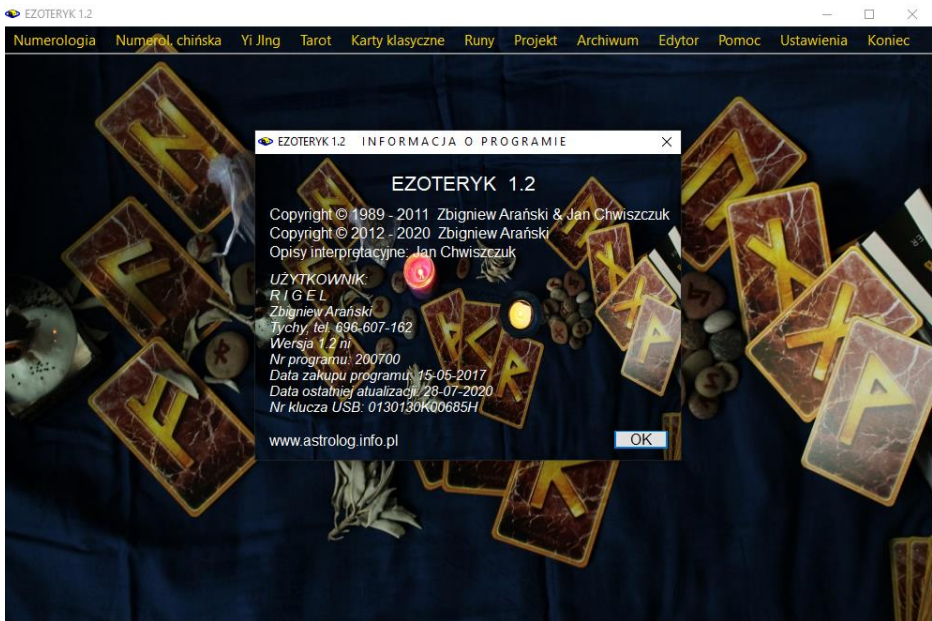 EZOTERYK 1.2
Numerologia Numerol. chińska Yi JIng Tarot Karty klasyczne Runy Projekt Archiwum Edytor Pomoc Ustawienia Koniec
EZOTERYK 1.2 INFORMACJA O PROGRAMIE
EZOTERYK 1.2
Copyright © 1989 - 2011 Zbigniew Arański & Jan Chwiszczuk
Copyright © 2012 - 2020 Zbigniew Arański
Opisy interpretacyjne: Jan Chwiszczuk
UŻYTKOWNIK:
R I G E L
Zbigniew Arański
Tychy, tel. 696-607-162
Wersja 1.2 ni
Nr programu: 200700
Data zakupu programu: 15-05-2017
Data ostatniej atualizacji: 28-07-2020
Nr klucza USB: 0130130K00685H
www.astrolog.info.pl
OK